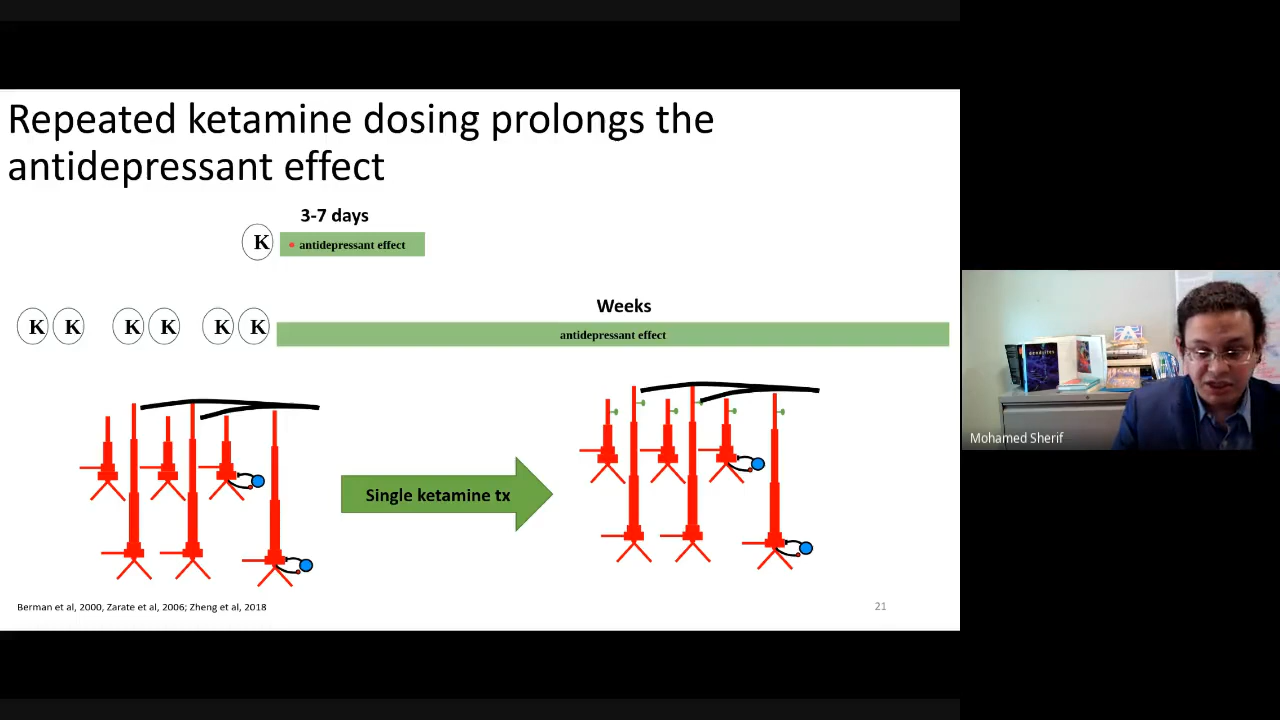 Repeated ketamine dosing prolongs the
antidepressant effect
3-7 days
K
• antidepressant effect
Weeks
K K K K K K
antidepressant effect
Single ketamine tx
Mohamed Sherif
Berman et al, 2000, Zarate et al, 2006; Zheng et al, 2018
21